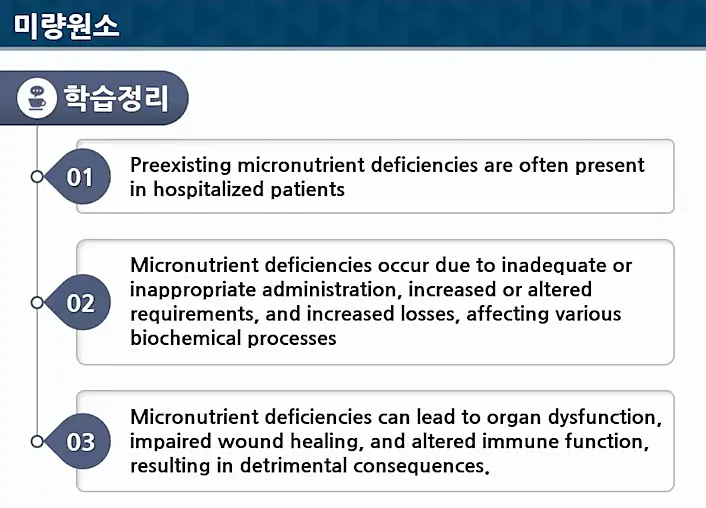 미량원소
학습정리
01
Preexisting micronutrient deficiencies are often present
in hospitalized patients
02
Micronutrient deficiencies occur due to inadequate or
inappropriate administration, increased or altered
requirements, and increased losses, affecting various
biochemical processes
03
Micronutrient deficiencies can lead to organ dysfunction,
impaired wound healing, and altered immune function,
resulting in detrimental consequences.